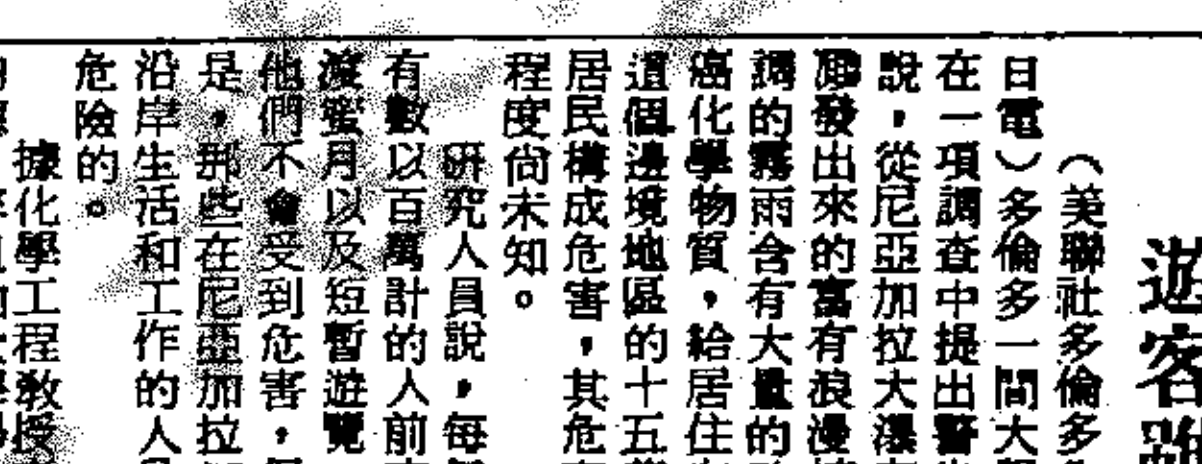 遊客雖
（美聯社多倫多
日電）多倫多一間大
在一項調查中提出警
說，從尼亞加拉大瀑
發出來的富有浪漫
調的霧雨含有大量的
癌化學物質，給居住
這個邊境地區的十五
居民構成危害，其危
程度尚未知。
研究人員說，每
有數以百萬計的人前
渡蜜月以及短暫遊覽
他們不會受到危害，
是，那些在尼亞加拉
沿岸生活和工作的人
危險的。
據化學工程教授